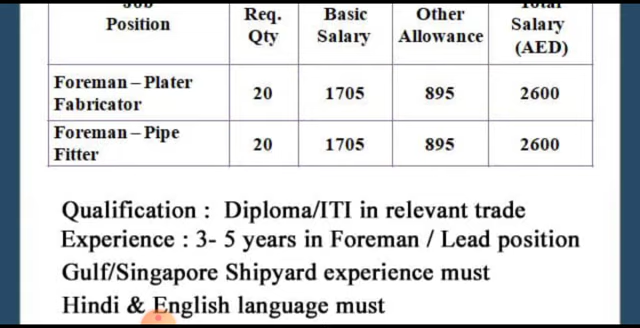 Job Position Req. Qty Basic Salary Other Allowance Total Salary (AED)
Foreman – Plater Fabricator 20 1705 895 2600
Foreman – Pipe Fitter 20 1705 895 2600
Qualification : Diploma/ITI in relevant trade
Experience : 3- 5 years in Foreman / Lead position
Gulf/Singapore Shipyard experience must
Hindi & English language must